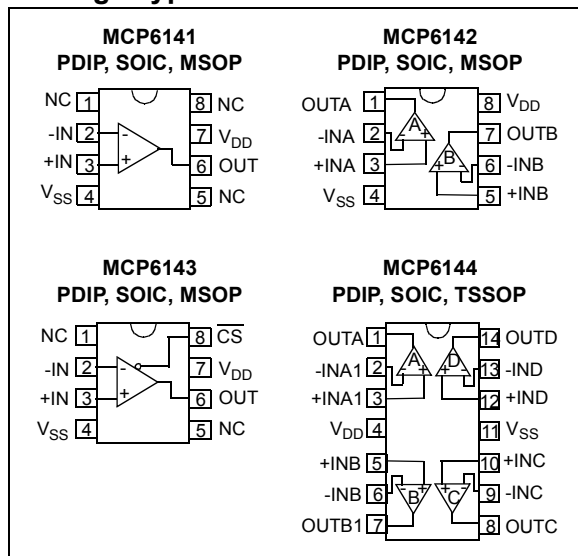 MCP6141
PDIP, SOIC, MSOP
NC 1
8 NC
-IN 2
7 VDD
+IN 3
6 OUT
VSS 4
5 NC
- +
MCP6142
PDIP, SOIC, MSOP
OUTA 1
8 VDD
-INA 2
7 OUTB
+INA 3
6 -INB
VSS 4
5 +INB
A - +
B + -
MCP6143
PDIP, SOIC, MSOP
NC 1
8 CS
-IN 2
7 VDD
+IN 3
6 OUT
VSS 4
5 NC
- +
MCP6144
PDIP, SOIC, TSSOP
OUTA 1
14 OUTD
-INA1 2
13 -IND
+INA1 3
12 +IND
VDD 4
11 VSS
+INB 5
10 +INC
-INB 6
9 -INC
OUTB1 7
8 OUTC
A - +
D + -
B - +
C + -